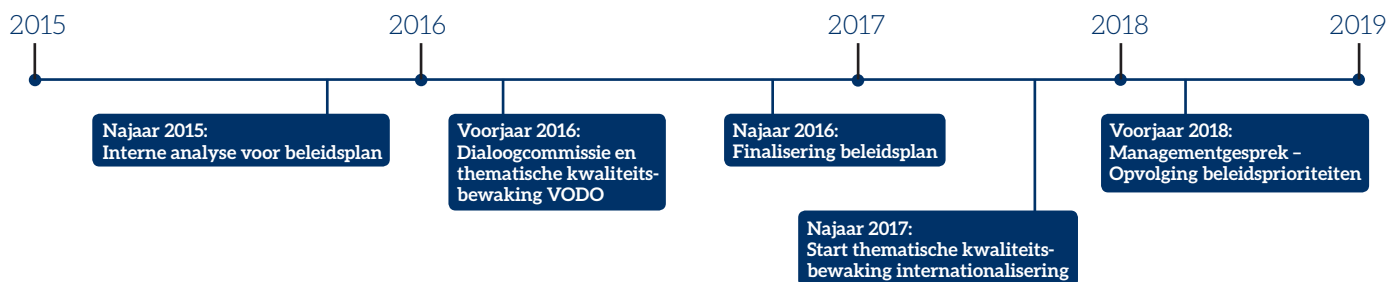 2015
2016
2017
2018
2019
Najaar 2015:
Interne analyse voor beleidsplan
Voorjaar 2016:
Dialoogcommissie en
thematische kwaliteits-
bewaking VODO
Najaar 2016:
Finalisering beleidsplan
Najaar 2017:
Start thematische kwaliteits-
bewaking internationalisering
Voorjaar 2018:
Managementgesprek –
Opvolging beleidsprioriteiten